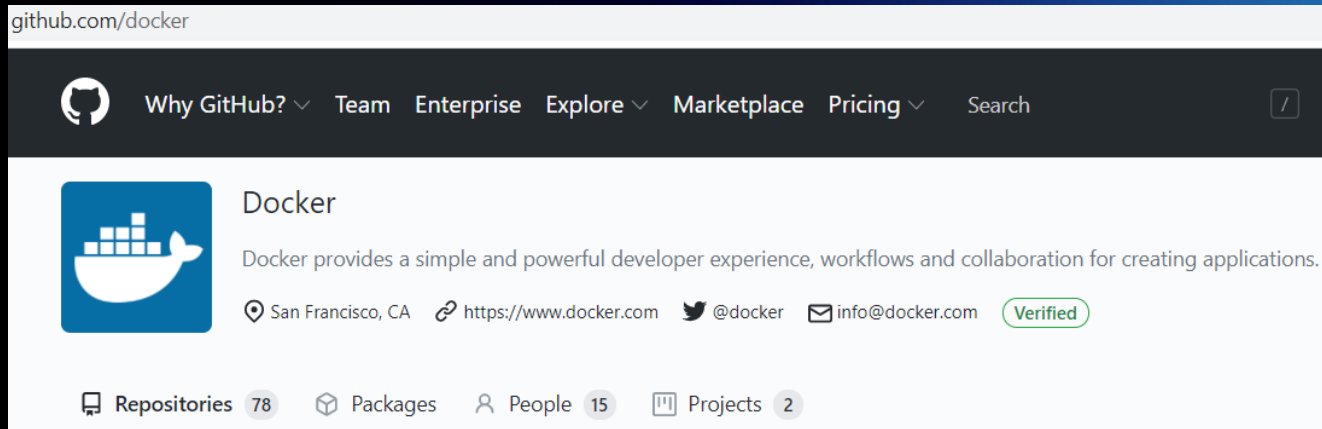 github.com/docker
Why GitHub? Team Enterprise Explore Marketplace Pricing Search /
Docker
Docker provides a simple and powerful developer experience, workflows and collaboration for creating applications.
San Francisco, CA https://www.docker.com @docker info@docker.com Verified
Repositories 78 Packages People 15 Projects 2